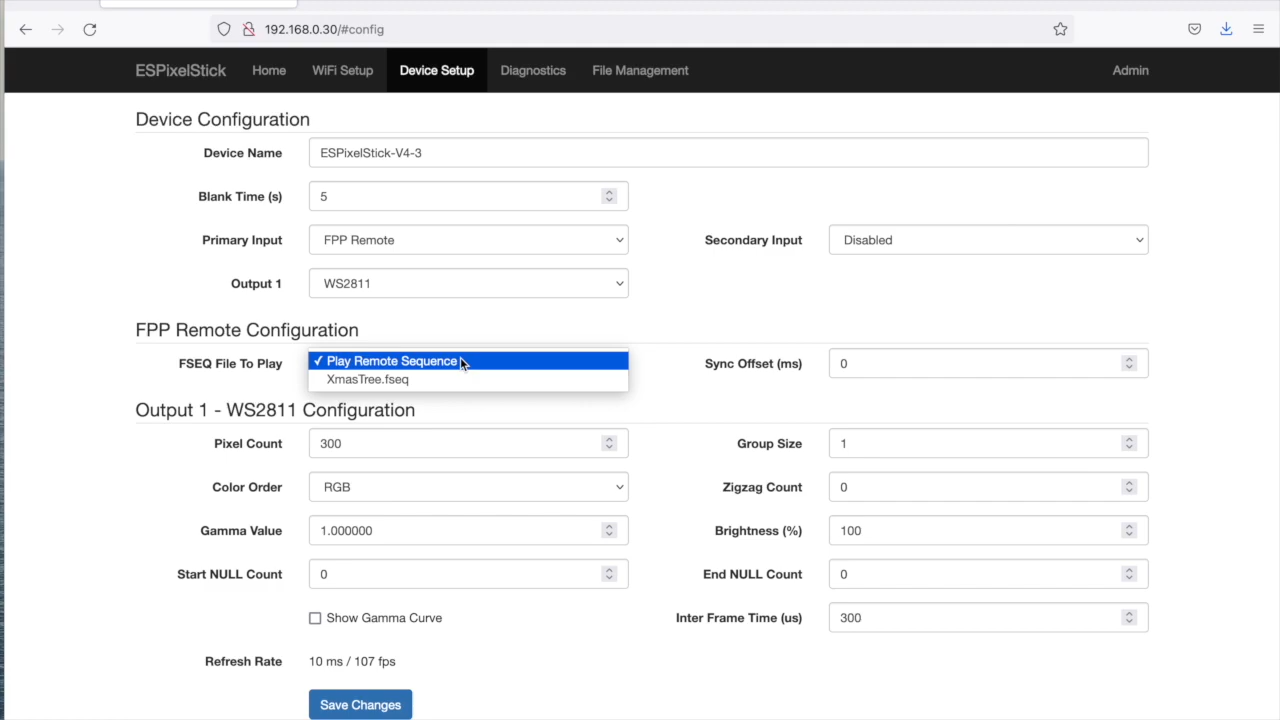 192.168.0.30/#config
ESPixelStick Home WiFi Setup Device Setup Diagnostics File Management Admin
Device Configuration
Device Name ESPixelStick-V4-3
Blank Time (s) 5
Primary Input FPP Remote Secondary Input Disabled
Output 1 WS2811
FPP Remote Configuration
FSEQ File To Play ✓ Play Remote Sequence Sync Offset (ms) 0
XmasTree.fseq
Output 1 - WS2811 Configuration
Pixel Count 300 Group Size 1
Color Order RGB Zigzag Count 0
Gamma Value 1.000000 Brightness (%) 100
Start NULL Count 0 End NULL Count 0
Show Gamma Curve Inter Frame Time (us) 300
Refresh Rate 10 ms / 107 fps
Save Changes